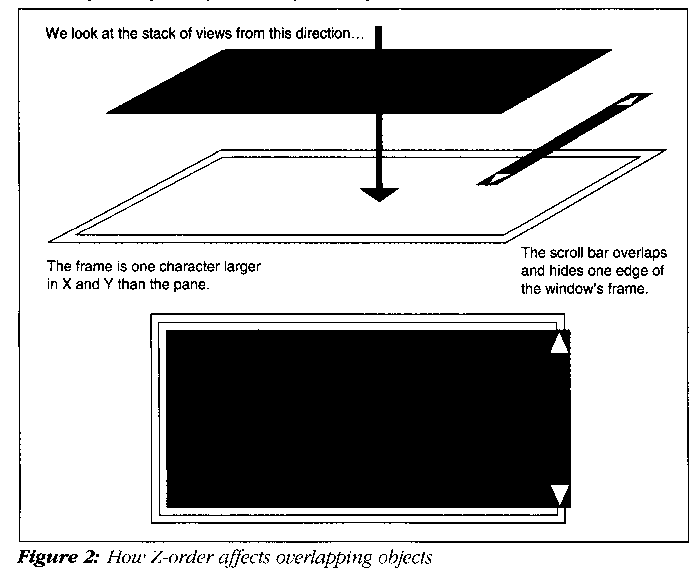 We look at the stack of views from this direction...
The frame is one character larger
in X and Y than the pane.
The scroll bar overlaps
and hides one edge of
the window's frame.
Figure 2: How Z-order affects overlapping objects